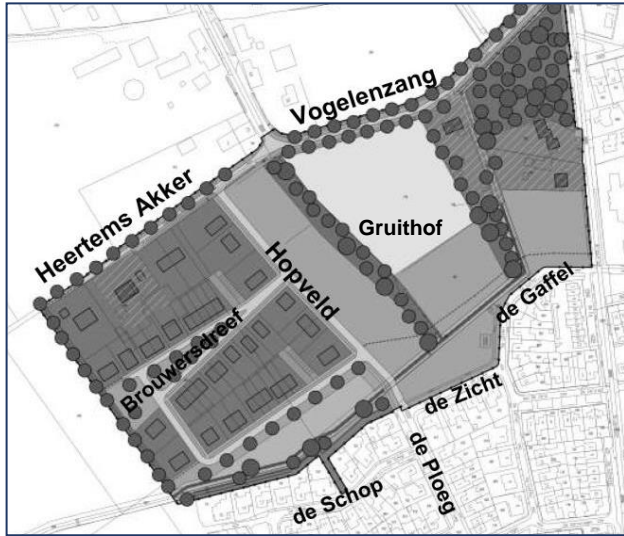 Vogelenzang
Heertems Akker
Gruithof
Hopveld
de Gaffel
Brouwersdreef
de Zicht
de Ploeg
de Schop